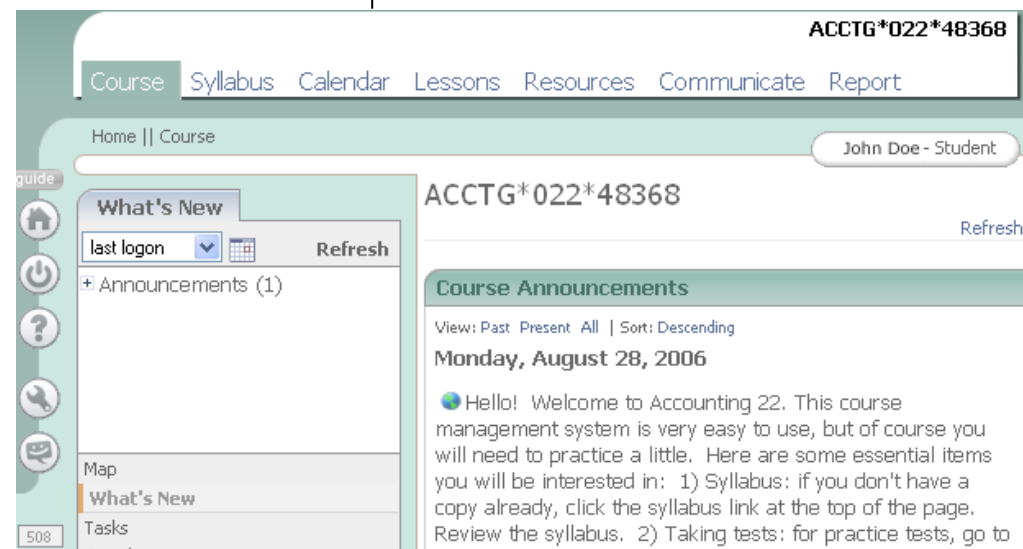 ACCTG*022*48368
Course Syllabus Calendar Lessons Resources Communicate Report
Home || Course
John Doe - Student
guide
What's New
last logon Refresh
Announcements (1)
Map
What's New
Tasks
508
ACCTG*022*48368
Refresh
Course Announcements
View: Past Present All | Sort: Descending
Monday, August 28, 2006
Hello! Welcome to Accounting 22. This course
management system is very easy to use, but of course you
will need to practice a little. Here are some essential items
you will be interested in: 1) Syllabus: if you don't have a
copy already, click the syllabus link at the top of the page.
Review the syllabus. 2) Taking tests: for practice tests, go to